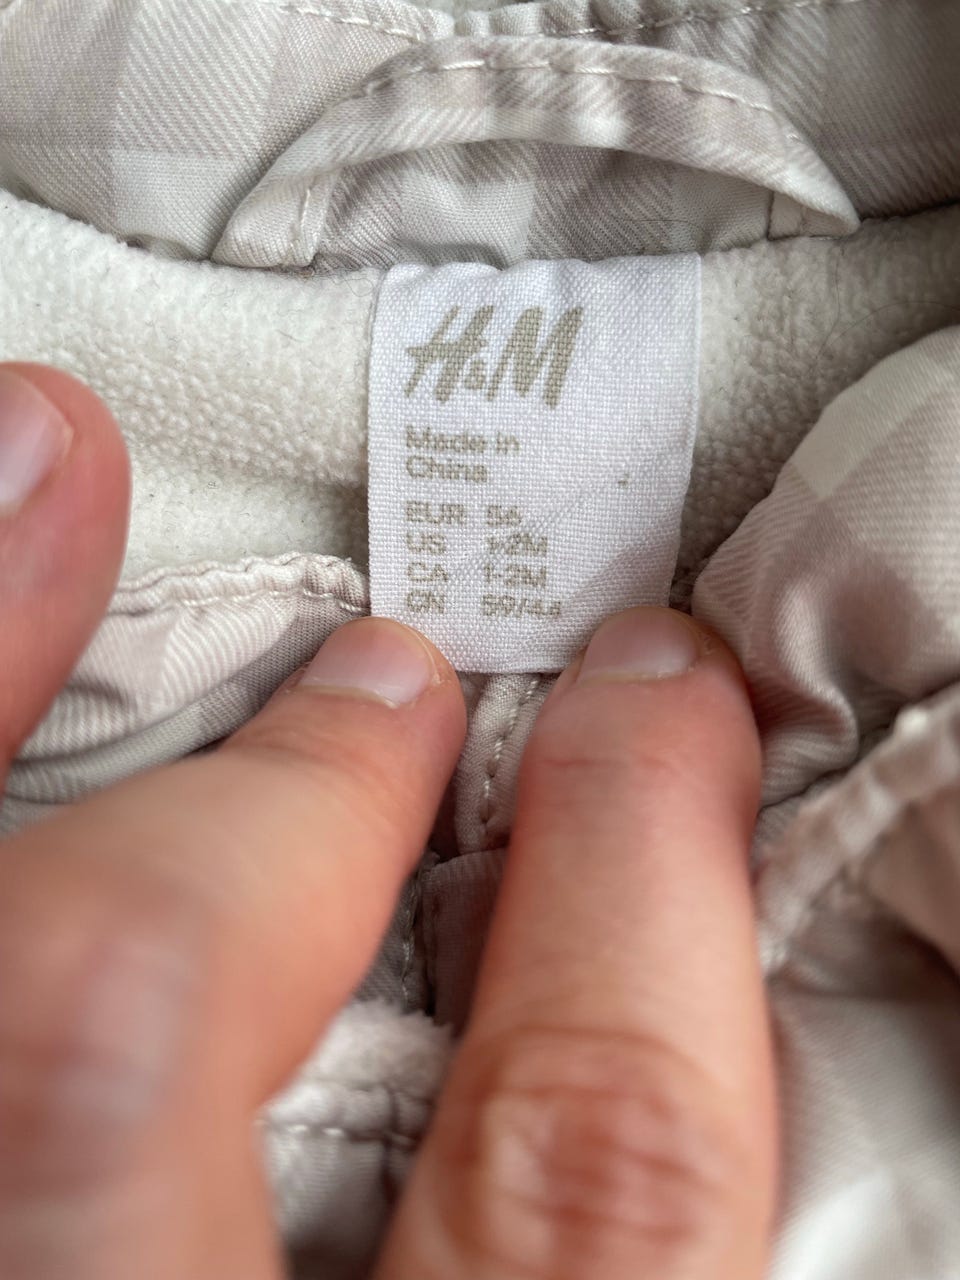 H&M
Made in
China
EUR 56
US 1-2M
CA 1-2M
CN 59/44